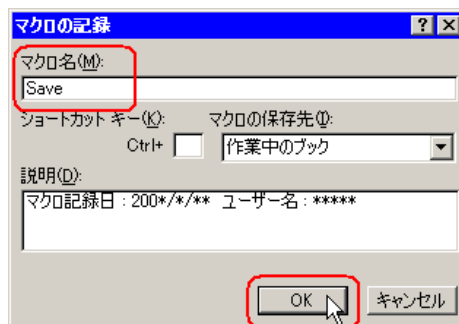 マクロの記録
マクロ名(M):
Save
ショートカット キー(K): マクロの保存先(I):
Ctrl+ 作業中のブック
説明(D):
マクロ記録日 : 200*/*/** ユーザー名 : *****
OK キャンセル